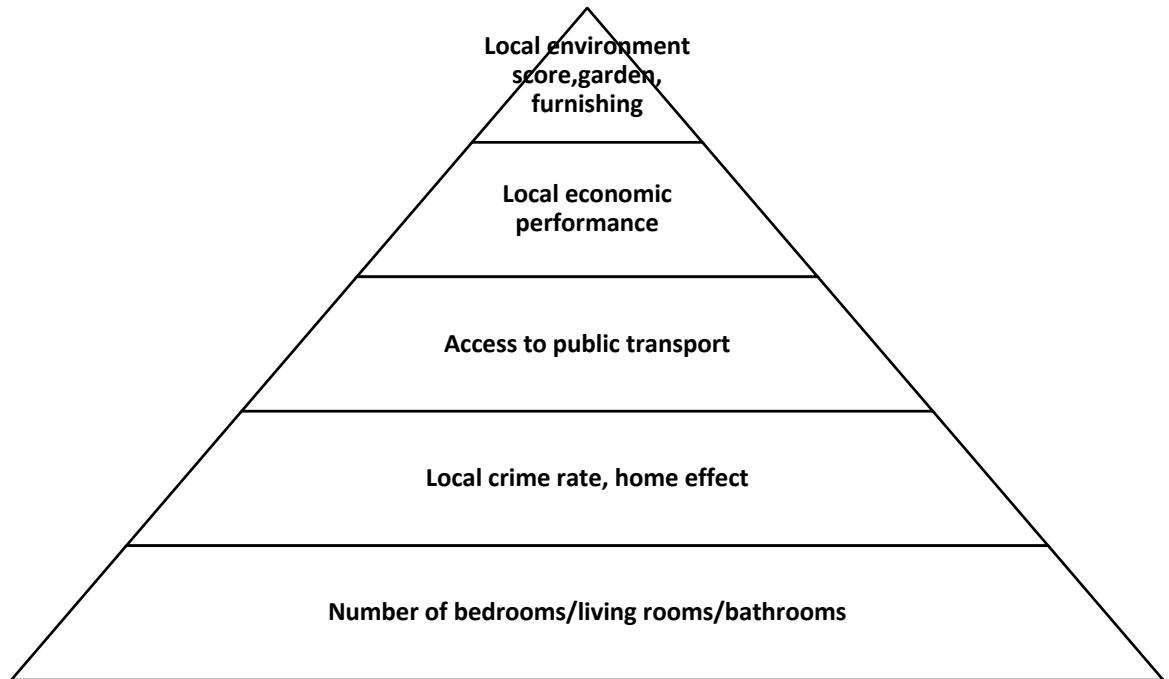 Local environment
score,garden,
furnishing
Local economic
performance
Access to public transport
Local crime rate, home effect
Number of bedrooms/living rooms/bathrooms